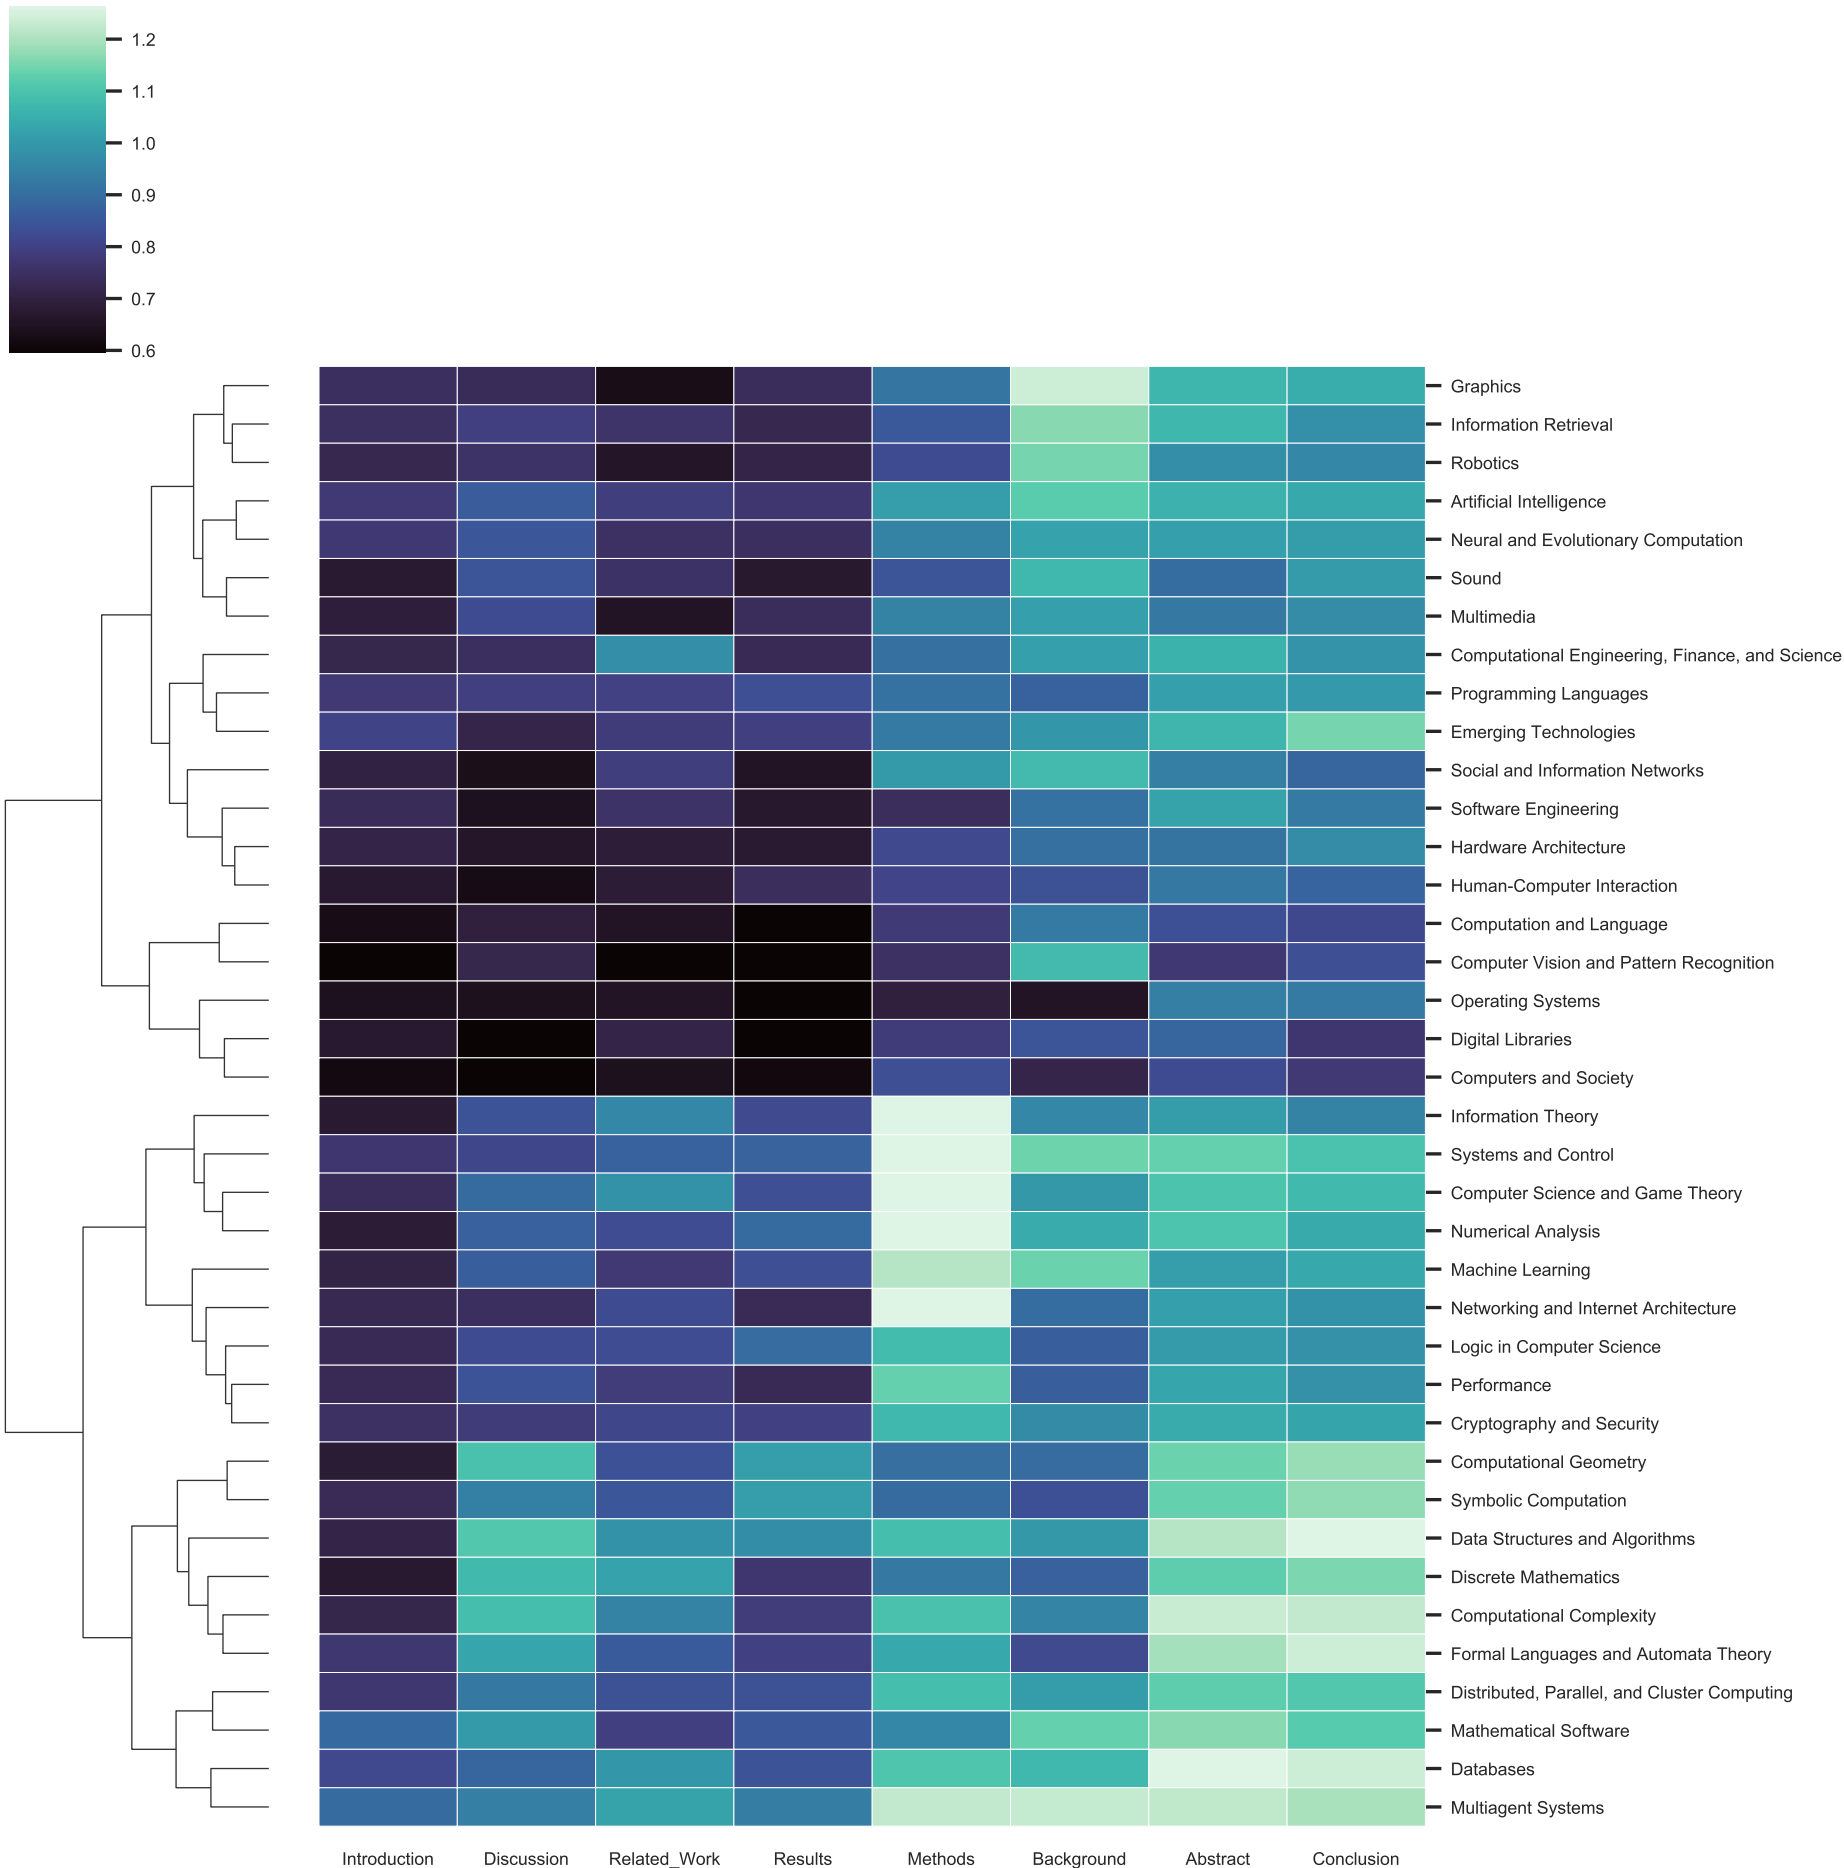 1.2
1.1
1.0
0.9
0.8
0.7
0.6
Graphics
Information Retrieval
Robotics
Artificial Intelligence
Neural and Evolutionary Computation
Sound
Multimedia
Computational Engineering, Finance, and Science
Programming Languages
Emerging Technologies
Social and Information Networks
Software Engineering
Hardware Architecture
Human-Computer Interaction
Computation and Language
Computer Vision and Pattern Recognition
Operating Systems
Digital Libraries
Computers and Society
Information Theory
Systems and Control
Computer Science and Game Theory
Numerical Analysis
Machine Learning
Networking and Internet Architecture
Logic in Computer Science
Performance
Cryptography and Security
Computational Geometry
Symbolic Computation
Data Structures and Algorithms
Discrete Mathematics
Computational Complexity
Formal Languages and Automata Theory
Distributed, Parallel, and Cluster Computing
Mathematical Software
Databases
Multiagent Systems
Introduction Discussion Related_Work Results Methods Background Abstract Conclusion